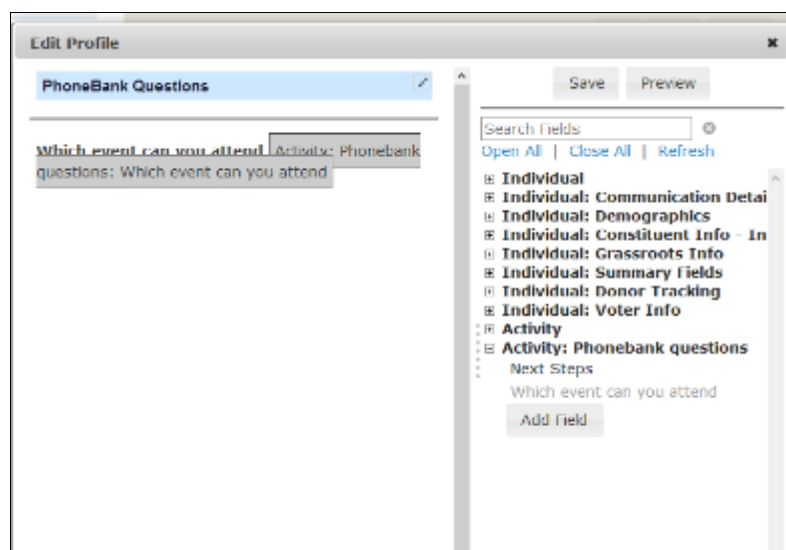 Edit Profile
PhoneBank Questions
Which event can you attend Activity: Phonebank
questions: Which event can you attend
Save Preview
Search Fields
Open All | Close All | Refresh
Individual
Individual: Communication Detai
Individual: Demographics
Individual: Constituent Info - In
Individual: Grassroots Info
Individual: Summary Fields
Individual: Donor Tracking
Individual: Voter Info
Activity
Activity: Phonebank questions
Next Steps
Which event can you attend
Add Field